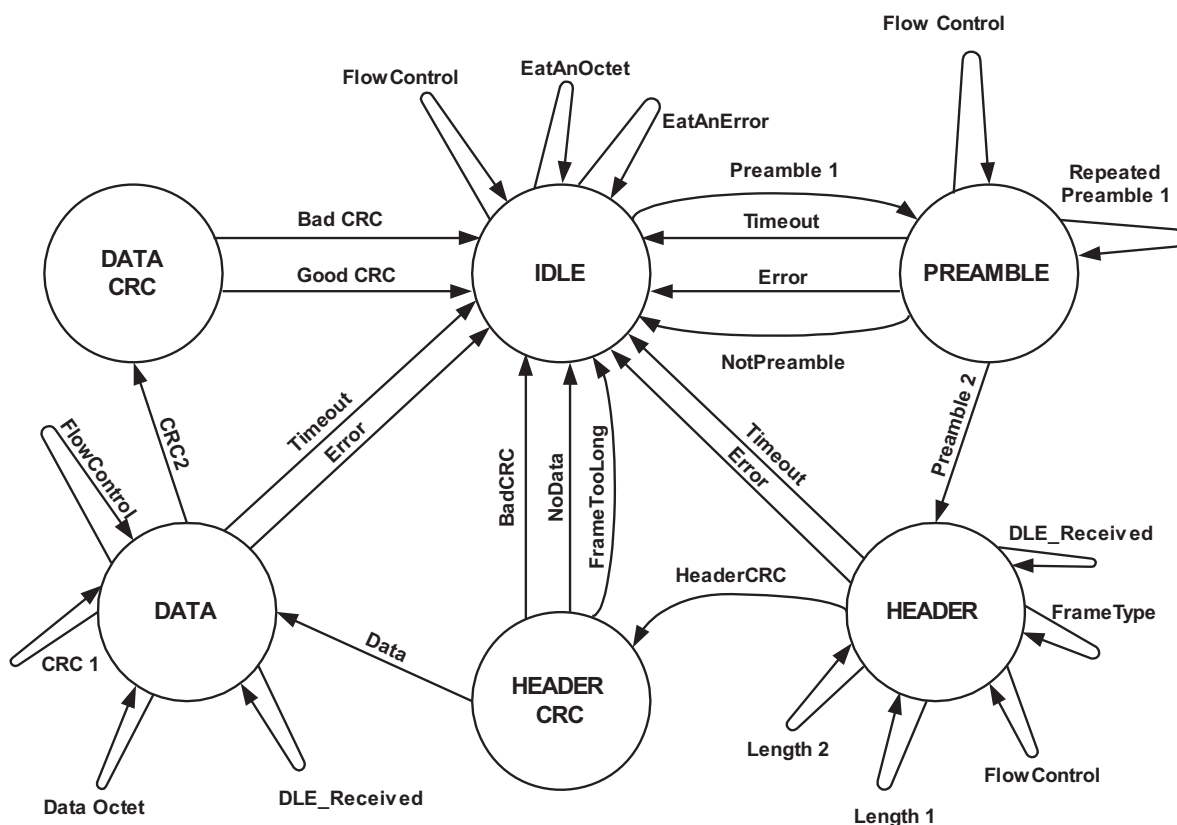 Flow Control
EatAnOctet
FlowControl
EatAnError
Preamble 1
Repeated
Preamble 1
Bad CRC
Timeout
DATA
CRC
IDLE
PREAMBLE
Good CRC
Error
NotPreamble
Timeout
Error
Preamble 2
CRC2
FlowControl
BadCRC
NoData
FrameTooLong
Timeout
Error
DLE_Received
HeaderCRC
DATA
HEADER
FrameType
CRC 1
Data
HEADER
CRC
Length 2
Data Octet
DLE_Received
FlowControl
Length 1